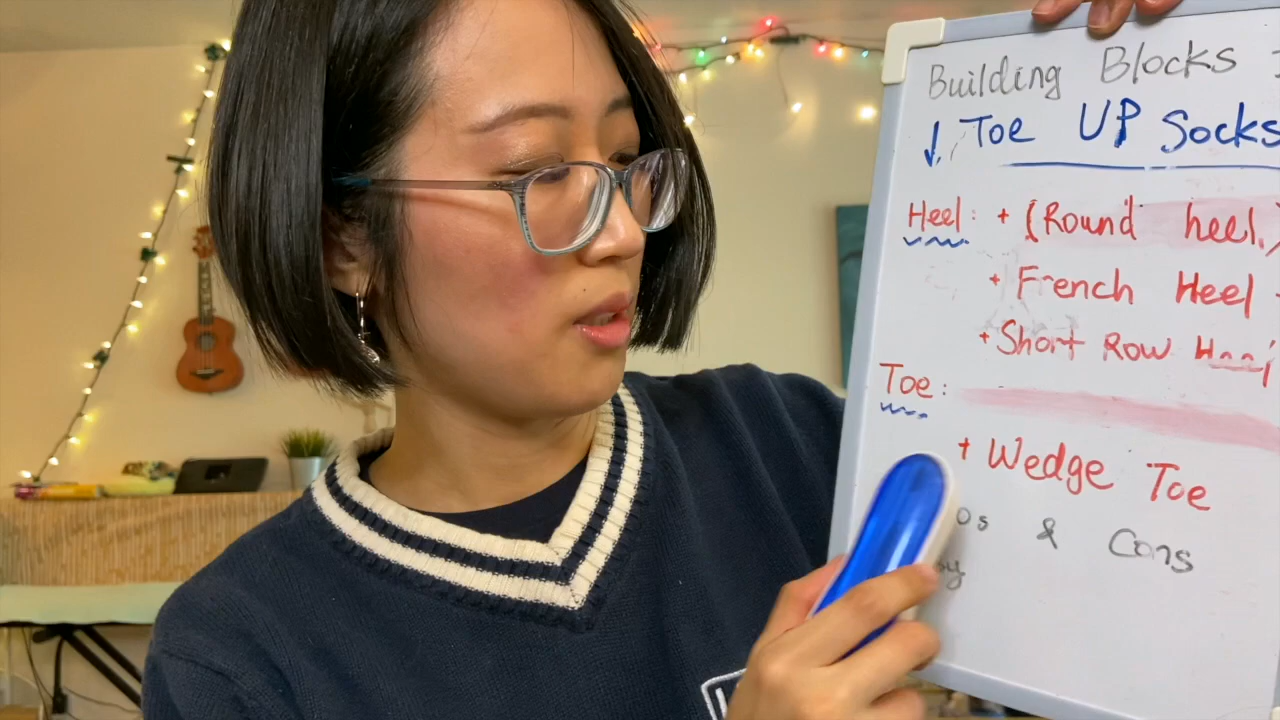 Building Blocks
↓ Toe UP Socks
Heel: + (Round heel.)
+ French Heel
+ Short Row
Toe:
+ Wedge Toe
& Cons